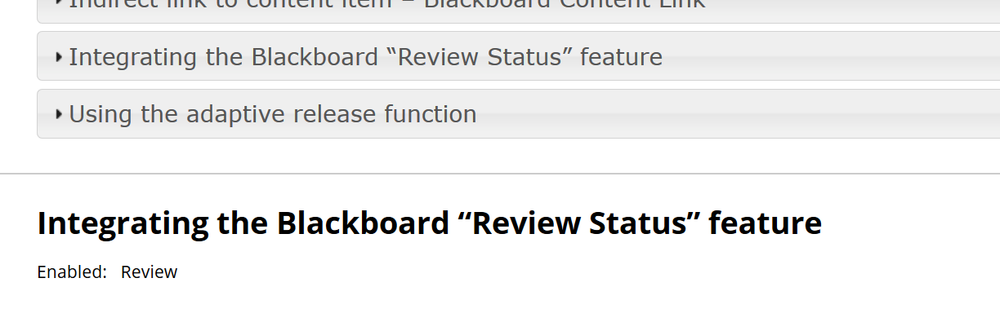 Indirect link to content item – Blackboard Content Link
Integrating the Blackboard “Review Status” feature
Using the adaptive release function
Integrating the Blackboard “Review Status” feature
Enabled: Review